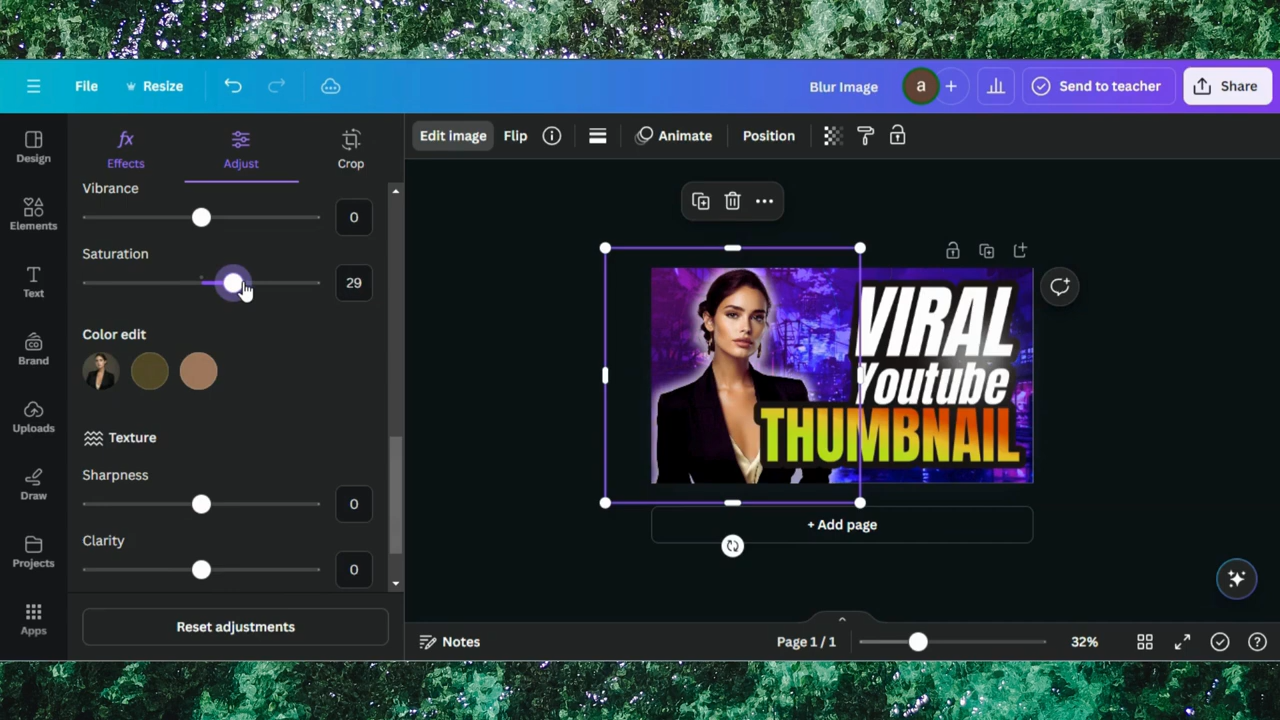 File
Resize
Blur Image
a
Send to teacher
Share
Design
Elements
Text
Brand
Uploads
Draw
Projects
Apps
fx
Effects
Adjust
Crop
Vibrance
0
Saturation
29
Color edit
Texture
Sharpness
0
Clarity
0
Reset adjustments
Edit image
Flip
Animate
Position
VIRAL
Youtube
THUMBNAIL
+ Add page
Notes
Page 1 / 1
32%